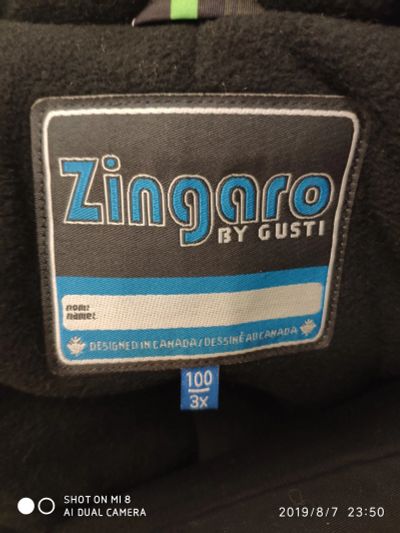 Zingaro
BY GUSTI
nom:
name:
DESIGNED IN CANADA / DESSINÉ AU CANADA
100
3x
SHOT ON MI 8
AI DUAL CAMERA
2019/8/7 23:50